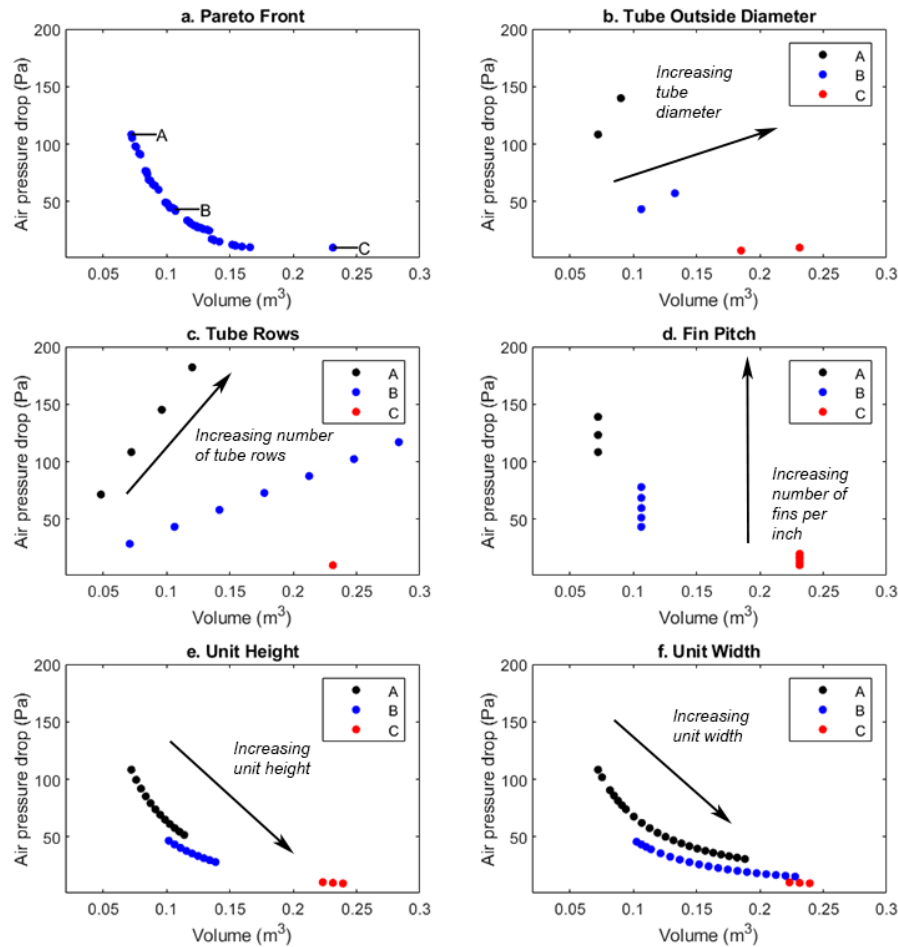 a. Pareto Front
200
150
100
50
0.05 0.1 0.15 0.2 0.25 0.3
Air pressure drop (Pa)
Volume (m³)
A
B
C
b. Tube Outside Diameter
200
150
100
50
0.05 0.1 0.15 0.2 0.25 0.3
Air pressure drop (Pa)
Volume (m³)
Increasing
tube
diameter
A
B
C
c. Tube Rows
200
150
100
50
0.05 0.1 0.15 0.2 0.25 0.3
Air pressure drop (Pa)
Volume (m³)
Increasing number
of tube rows
A
B
C
d. Fin Pitch
200
150
100
50
0.05 0.1 0.15 0.2 0.25 0.3
Air pressure drop (Pa)
Volume (m³)
Increasing
number of
fins per
inch
A
B
C
e. Unit Height
200
150
100
50
0.05 0.1 0.15 0.2 0.25 0.3
Air pressure drop (Pa)
Volume (m³)
Increasing
unit height
A
B
C
f. Unit Width
200
150
100
50
0.05 0.1 0.15 0.2 0.25 0.3
Air pressure drop (Pa)
Volume (m³)
Increasing
unit width
A
B
C